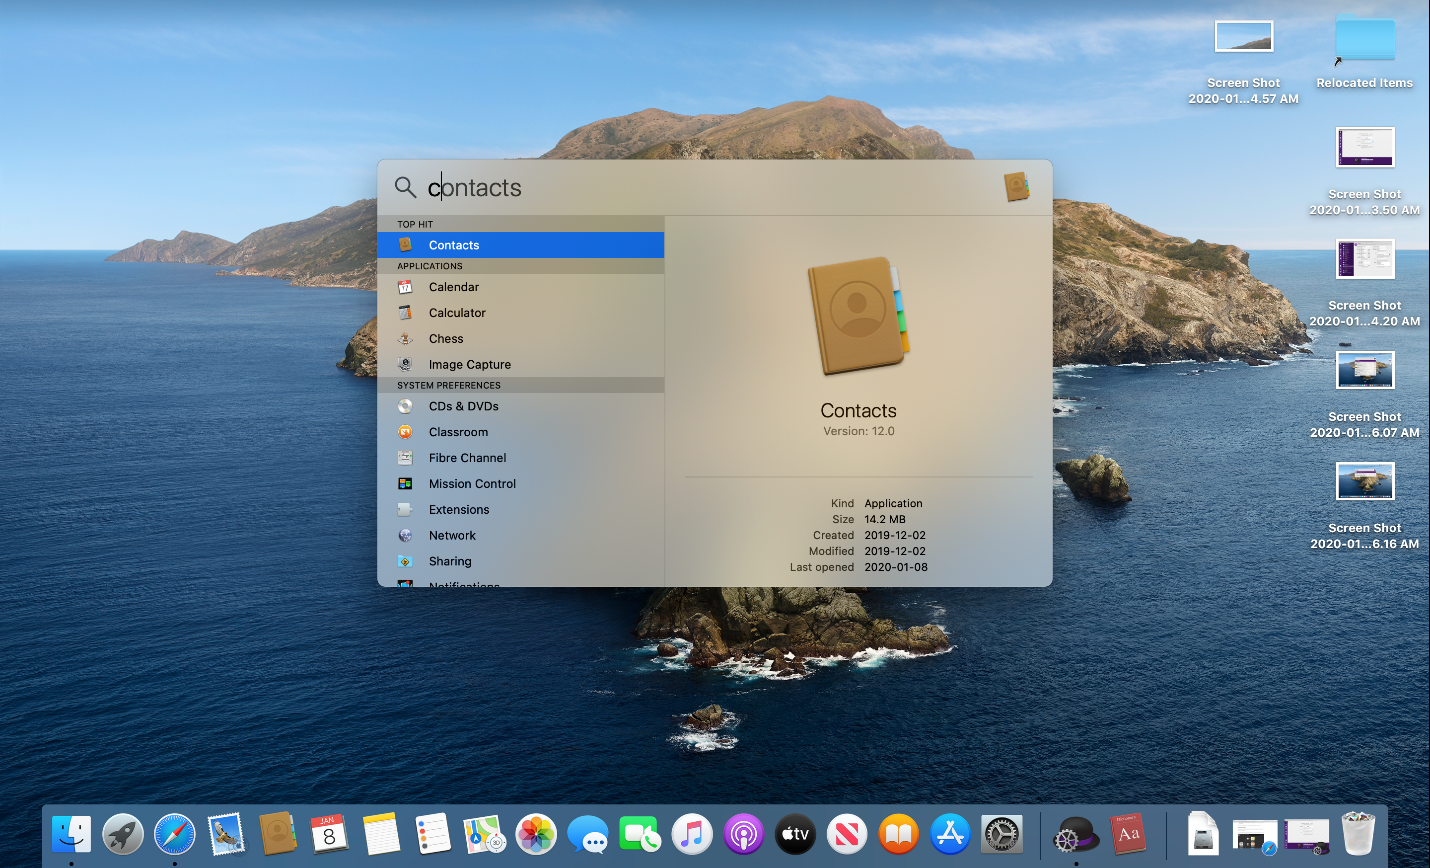 contacts
TOP HIT
Contacts
APPLICATIONS
Calendar
Calculator
Chess
Image Capture
SYSTEM PREFERENCES
CDs & DVDs
Classroom
Fibre Channel
Mission Control
Extensions
Network
Sharing
Notifications
Contacts
Version: 12.0
Kind Application
Size 14.2 MB
Created 2019-12-02
Modified 2019-12-02
Last opened 2020-01-08
Screen Shot
2020-01...4.57 AM
Relocated Items
Screen Shot
2020-01...3.50 AM
Screen Shot
2020-01...4.20 AM
Screen Shot
2020-01...6.07 AM
Screen Shot
2020-01...6.16 AM
JAN
8
3D
tv
Aa